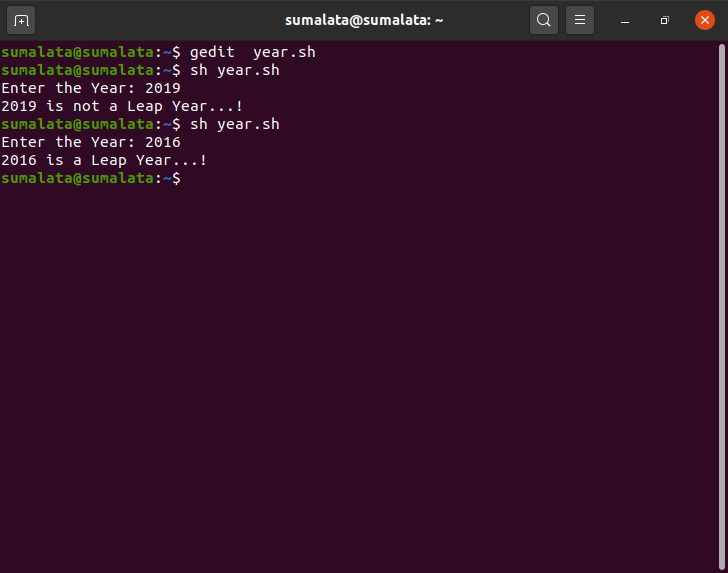 sumalata@sumalata: ~
sumalata@sumalata:~$ gedit  year.sh
sumalata@sumalata:~$ sh year.sh
Enter the Year: 2019
2019 is not a Leap Year...!
sumalata@sumalata:~$ sh year.sh
Enter the Year: 2016
2016 is a Leap Year...!
sumalata@sumalata:~$